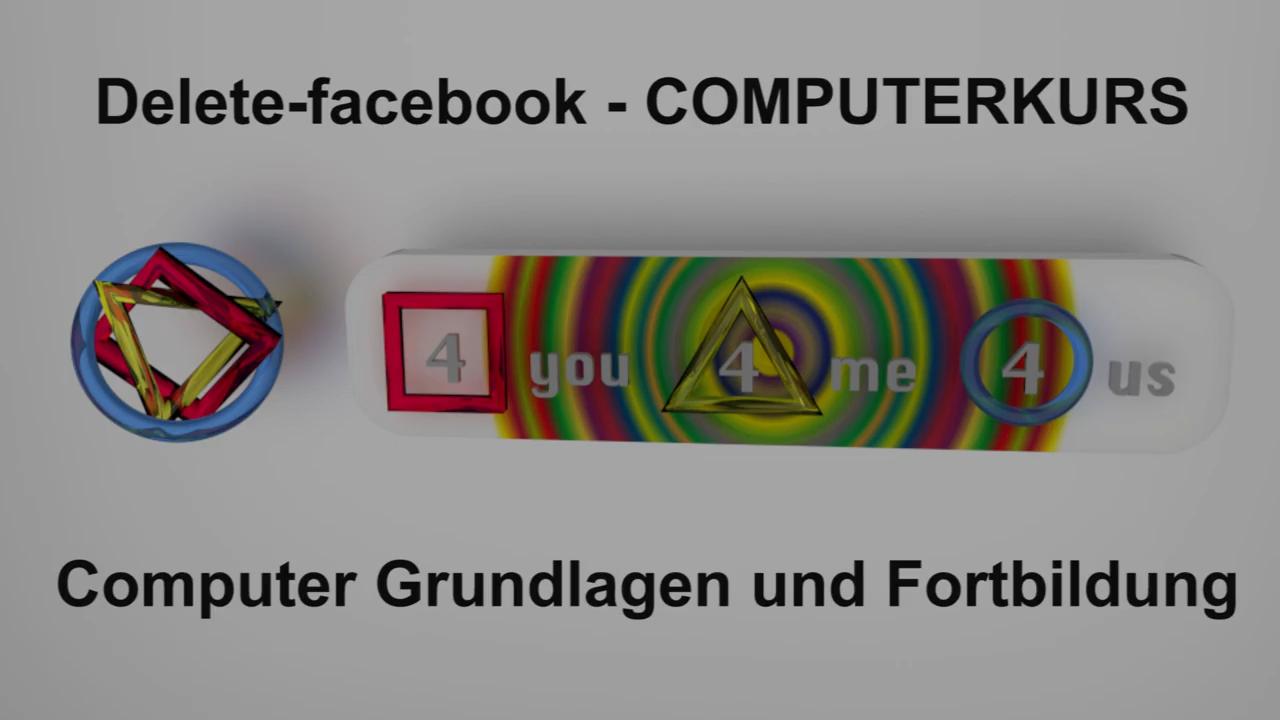 Delete-facebook - COMPUTERKURS
4 you 4 me 4 us
Computer Grundlagen und Fortbildung